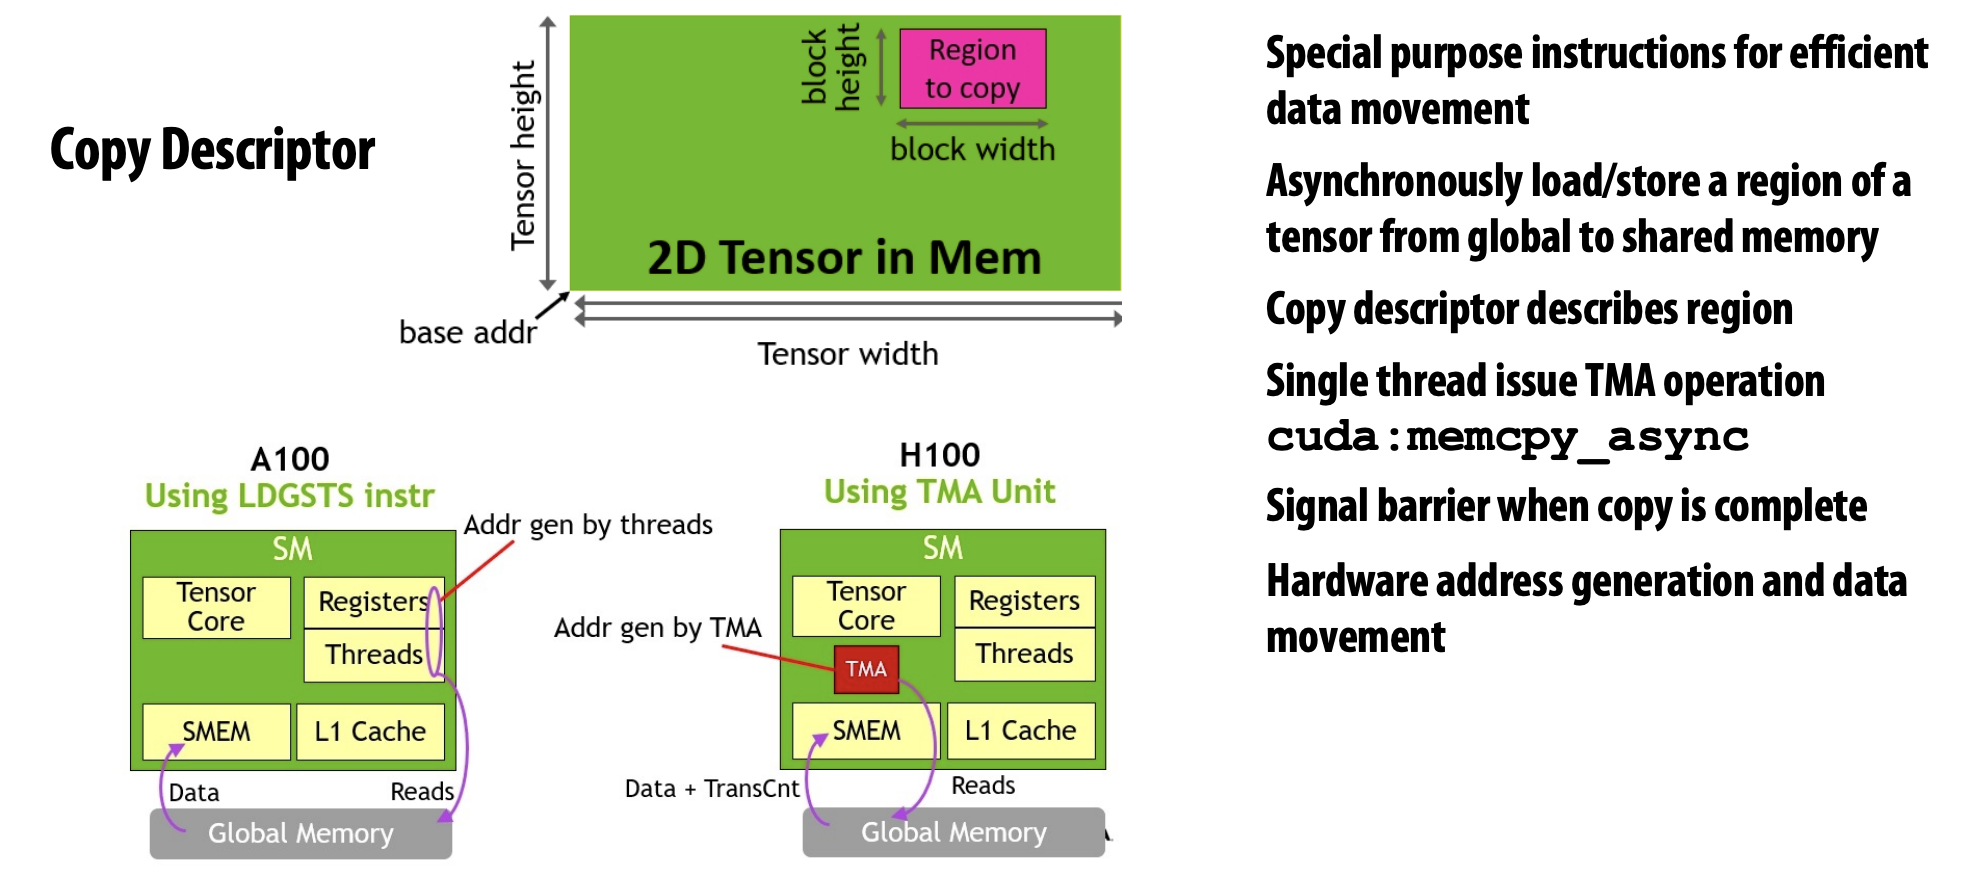 Copy Descriptor
Tensor height
block
height
Region
to copy
block width
2D Tensor in Mem
base addr
Tensor width
Special purpose instructions for efficient
data movement
Asynchronously load/store a region of a
tensor from global to shared memory
Copy descriptor describes region
Single thread issue TMA operation
cuda:memcpy_async
Signal barrier when copy is complete
Hardware address generation and data
movement
A100
Using LDGSTS instr
Addr gen by threads
SM
Tensor
Core
Registers
Threads
SMEM
L1 Cache
Data
Reads
Global Memory
H100
Using TMA Unit
Addr gen by TMA
SM
Tensor
Core
Registers
Threads
TMA
SMEM
L1 Cache
Data + TransCnt
Reads
Global Memory